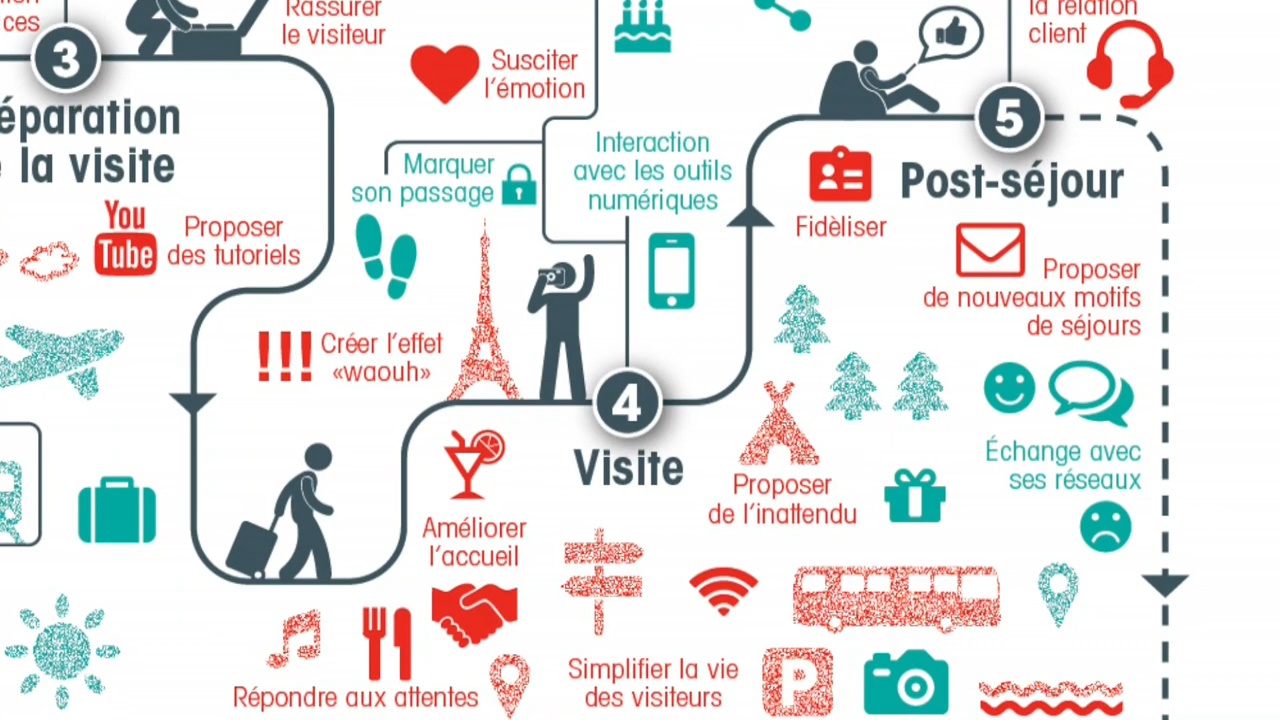 ces
Rassurer
le visiteur
la relation
client
3
éparation
la visite
You
Tube
Proposer
des tutoriels
Susciter
l'émotion
Marquer
son passage
Interaction
avec les outils
numériques
!!! Créer l'effet
«waouh»
4
Visite
Améliorer
l'accueil
Répondre aux attentes
Simplifier la vie
des visiteurs
P
Proposer
de l'inattendu
5
Post-séjour
Fidèliser
Proposer
de nouveaux motifs
de séjours
Échange avec
ses réseaux